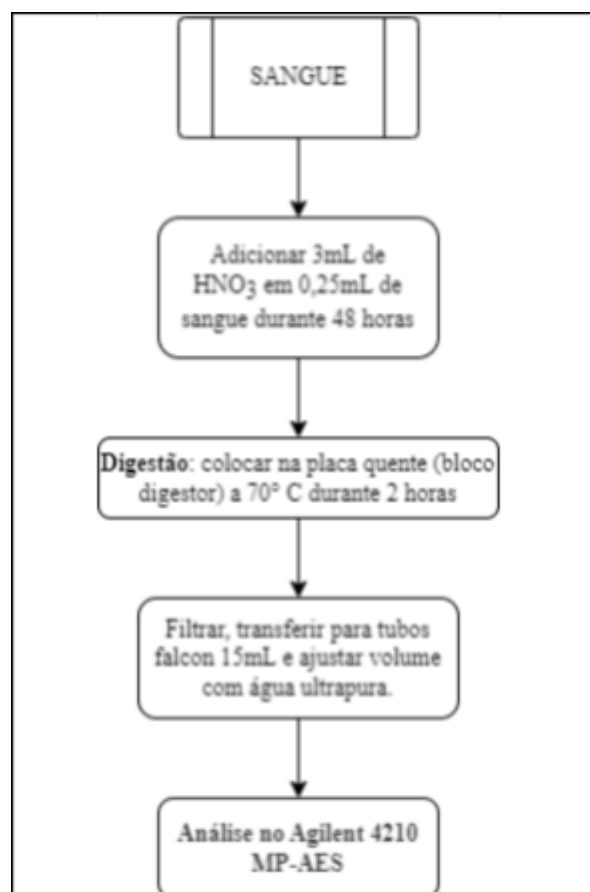 SANGUE
Adicionar 3mL de
HNO3 em 0,25mL de
sangue durante 48 horas
Digestão: colocar na placa quente (bloco
digestor) a 70° C durante 2 horas
Filtrar, transferir para tubos
falcon 15mL e ajustar volume
com água ultrapura.
Análise no Agilent 4210
MP-AES